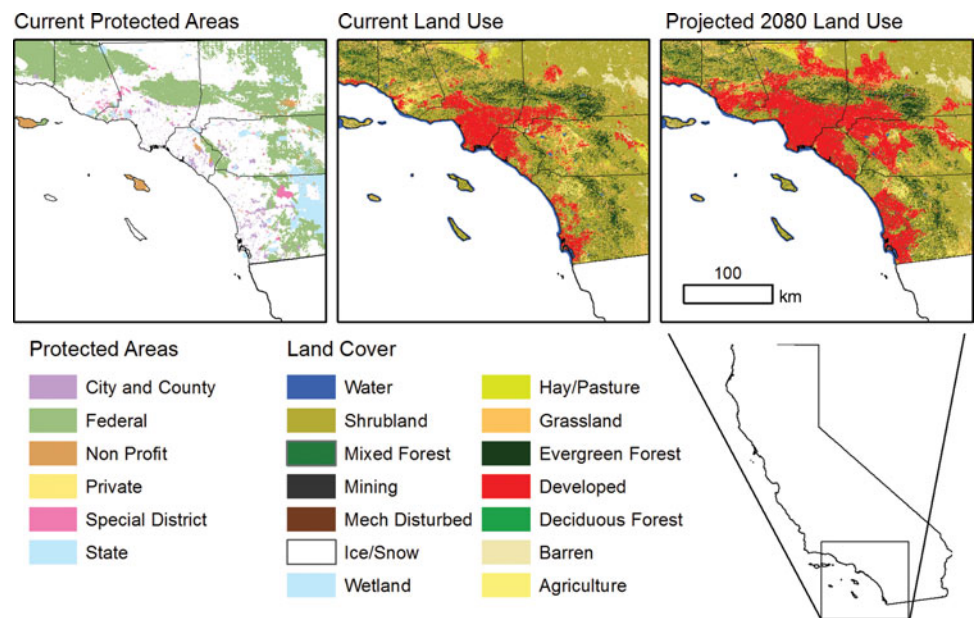 Current Protected Areas
Current Land Use
Projected 2080 Land Use
100
km
Protected Areas
City and County
Federal
Non Profit
Private
Special District
State
Land Cover
Water
Shrubland
Mixed Forest
Mining
Mech Disturbed
Ice/Snow
Wetland
Hay/Pasture
Grassland
Evergreen Forest
Developed
Deciduous Forest
Barren
Agriculture